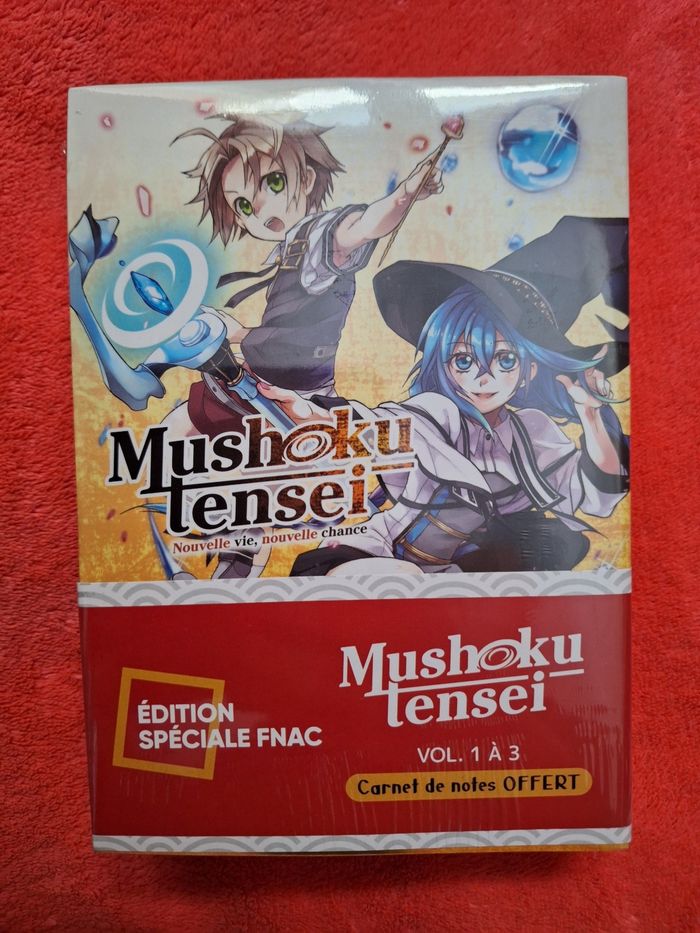 Mushoku
tensei
Nouvelle vie, nouvelle chance
ÉDITION
SPÉCIALE FNAC
Mushoku
tensei
VOL. 1 À 3
Carnet de notes OFFERT